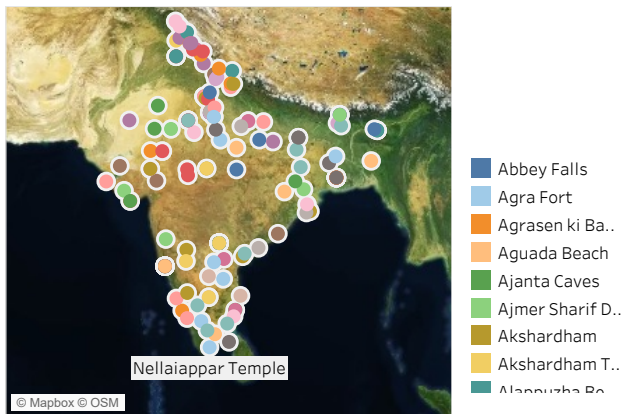 Abbey Falls
Agra Fort
Agrasen ki Ba..
Aguada Beach
Ajanta Caves
Ajmer Sharif D..
Akshardham
Akshardham T..
Nellaiappar Temple
© Mapbox © OSM